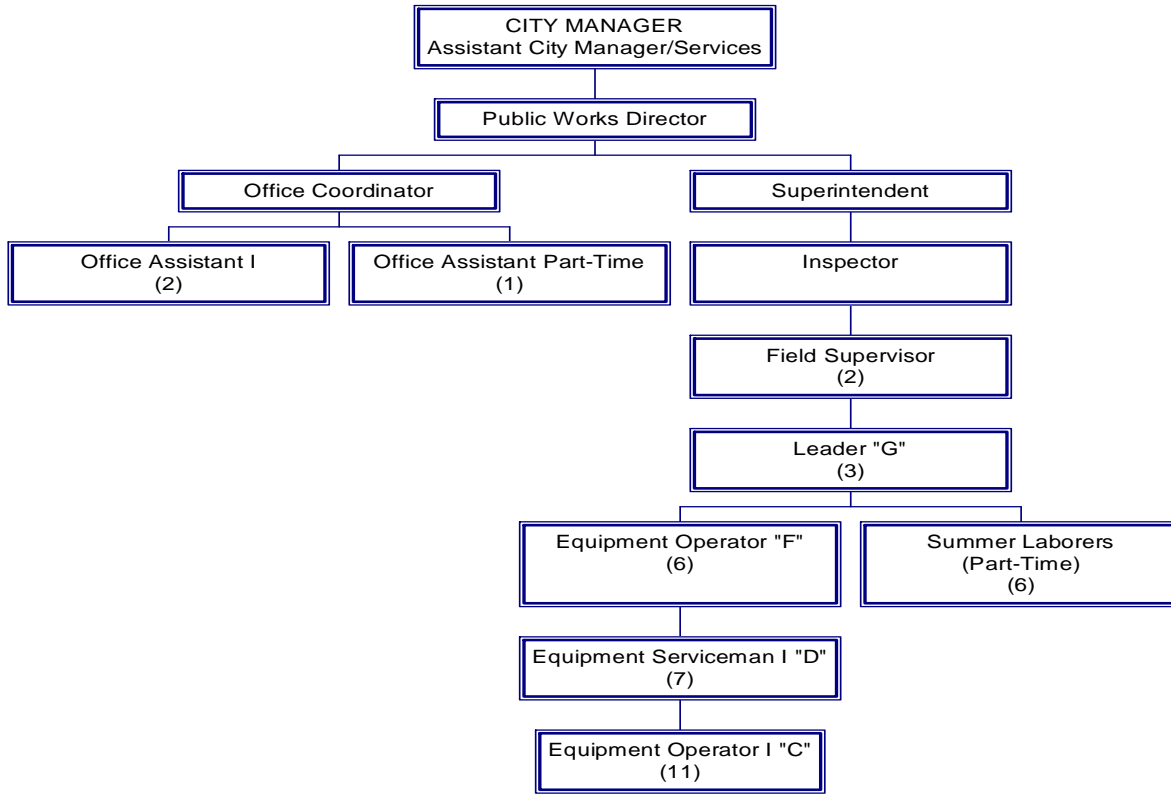 CITY MANAGER
Assistant City Manager/Services
Public Works Director
Office Coordinator
Superintendent
Office Assistant I
(2)
Office Assistant Part-Time
(1)
Inspector
Field Supervisor
(2)
Leader "G"
(3)
Equipment Operator "F"
(6)
Summer Laborers
(Part-Time)
(6)
Equipment Serviceman I "D"
(7)
Equipment Operator I "C"
(11)